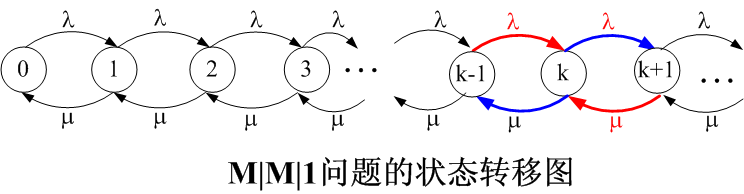 λ λ λ λ λ λ λ λ
0 1 2 3 ··· k-1 k k+1 ···
μ μ μ μ μ μ μ μ
M|M|1问题的状态转移图